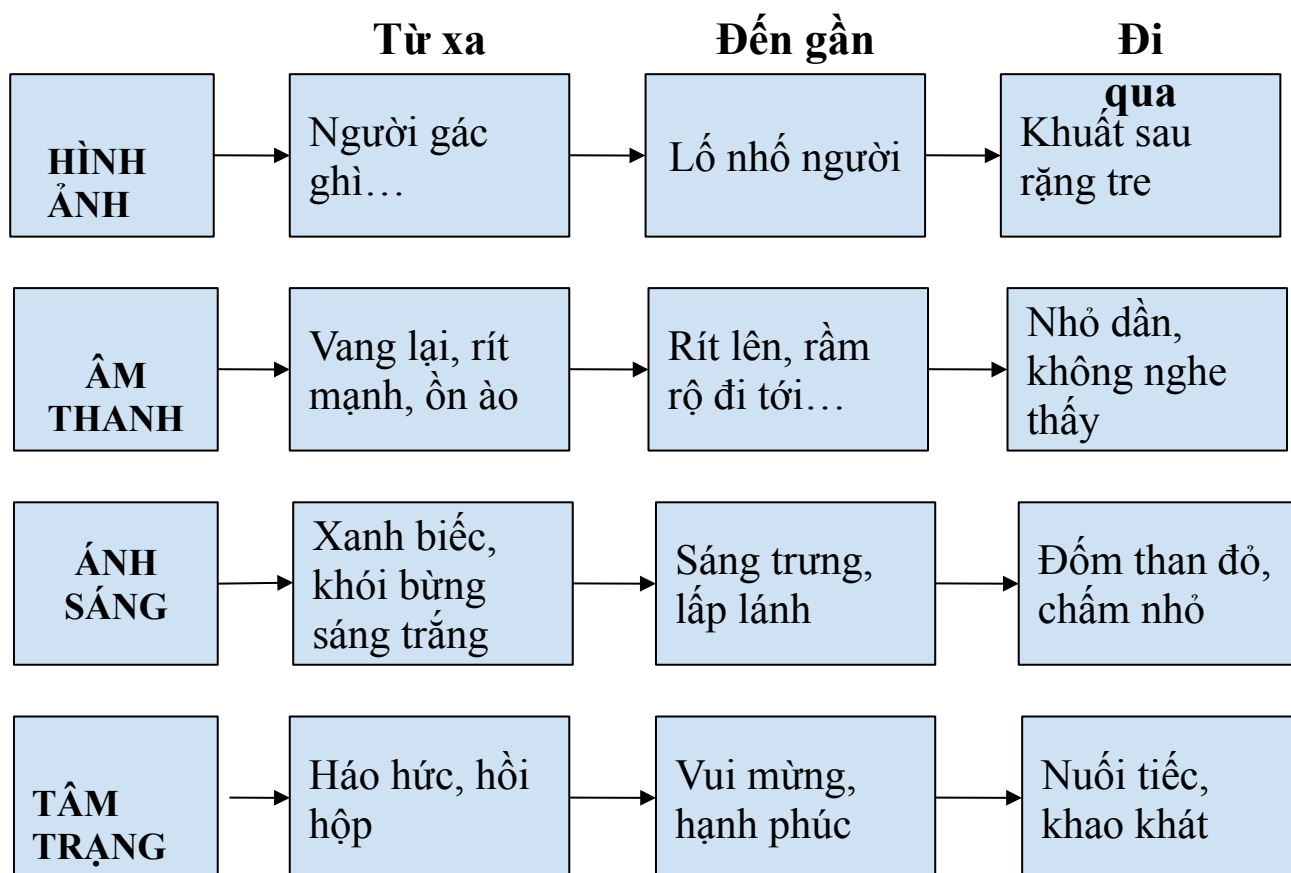 Từ xa
Đến gần
Đi
qua
HÌNH
ẢNH
Người gác
ghì…
Lố nhố người
Khuất sau
rặng tre
ÂM
THANH
Vang lại, rít
mạnh, ồn ào
Rít lên, rầm
rộ đi tới…
Nhỏ dần,
không nghe
thấy
ÁNH
SÁNG
Xanh biếc,
khói bừng
sáng trắng
Sáng trưng,
lấp lánh
Đốm than đỏ,
chấm nhỏ
TÂM
TRẠNG
Háo hức, hồi
hộp
Vui mừng,
hạnh phúc
Nuối tiếc,
khao khát